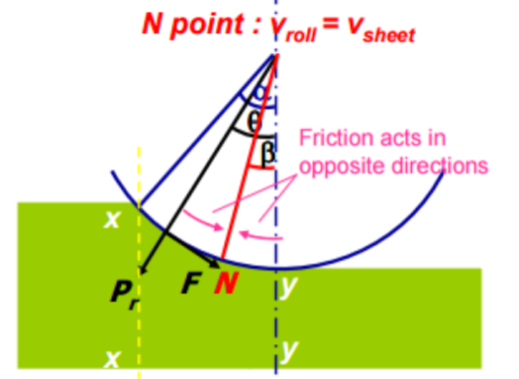 N point : v_roll = v_sheet
α
θ
β
Friction acts in
opposite directions
x
P_r
F
N
y
x
y